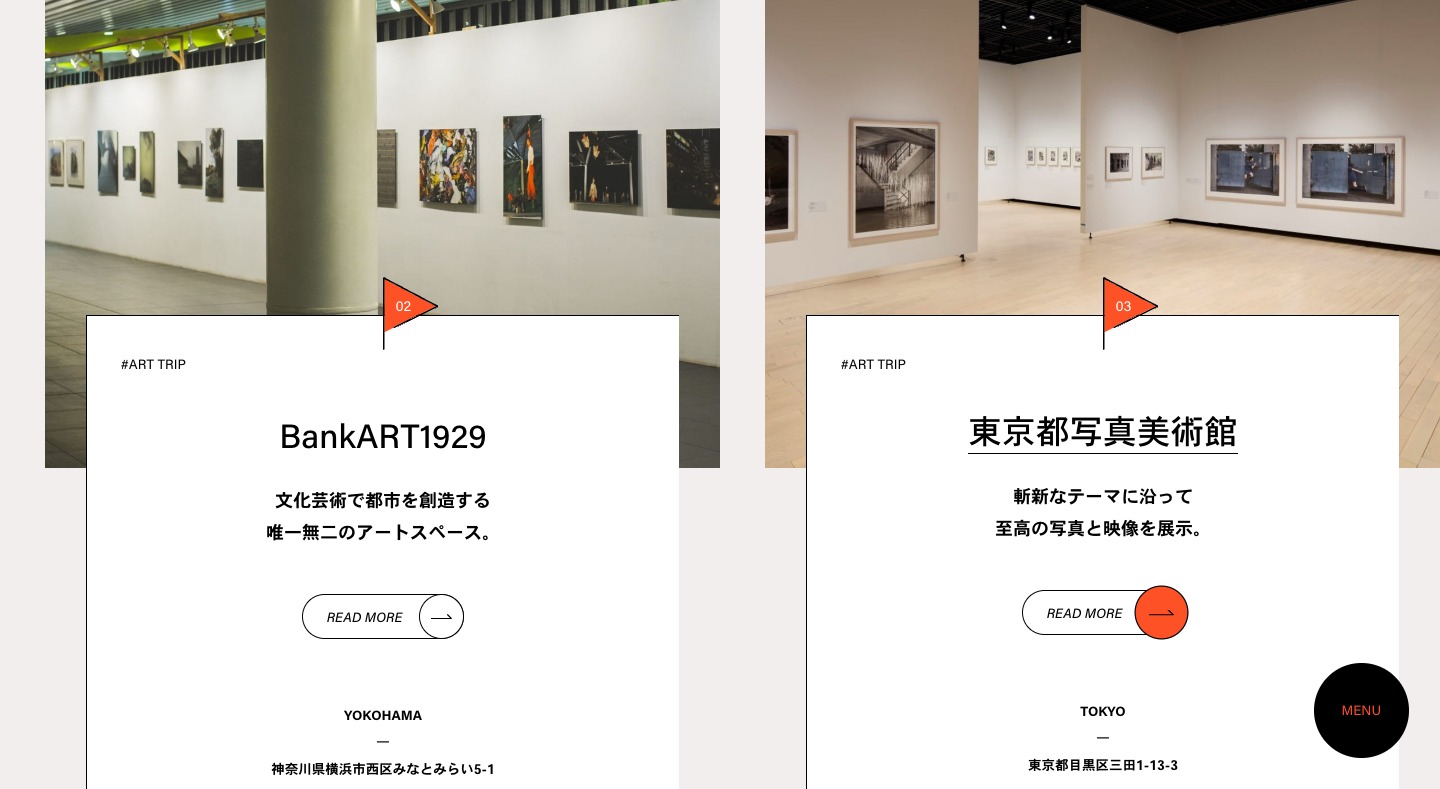 02
#ART TRIP
BankART1929
文化芸術で都市を創造する
唯一無二のアートスペース。
READ MORE
YOKOHAMA
—
神奈川県横浜市西区みなとみらい5-1
03
#ART TRIP
東京都写真美術館
斬新なテーマに沿って
至高の写真と映像を展示。
READ MORE
TOKYO
—
東京都目黒区三田1-13-3
MENU